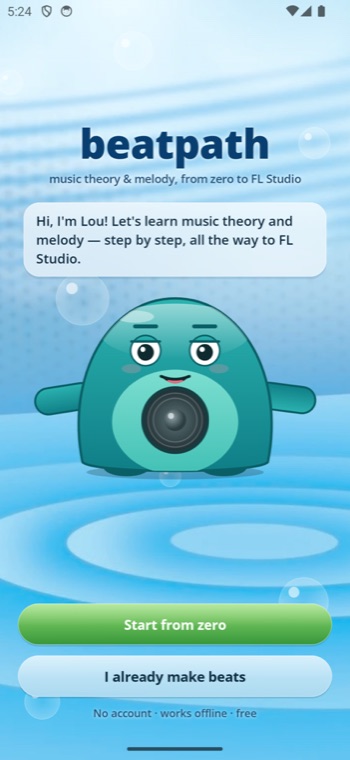 5:24
beatpath
music theory & melody, from zero to FL Studio
Hi, I'm Lou! Let's learn music theory and
melody — step by step, all the way to FL
Studio.
Start from zero
I already make beats
No account · works offline · free